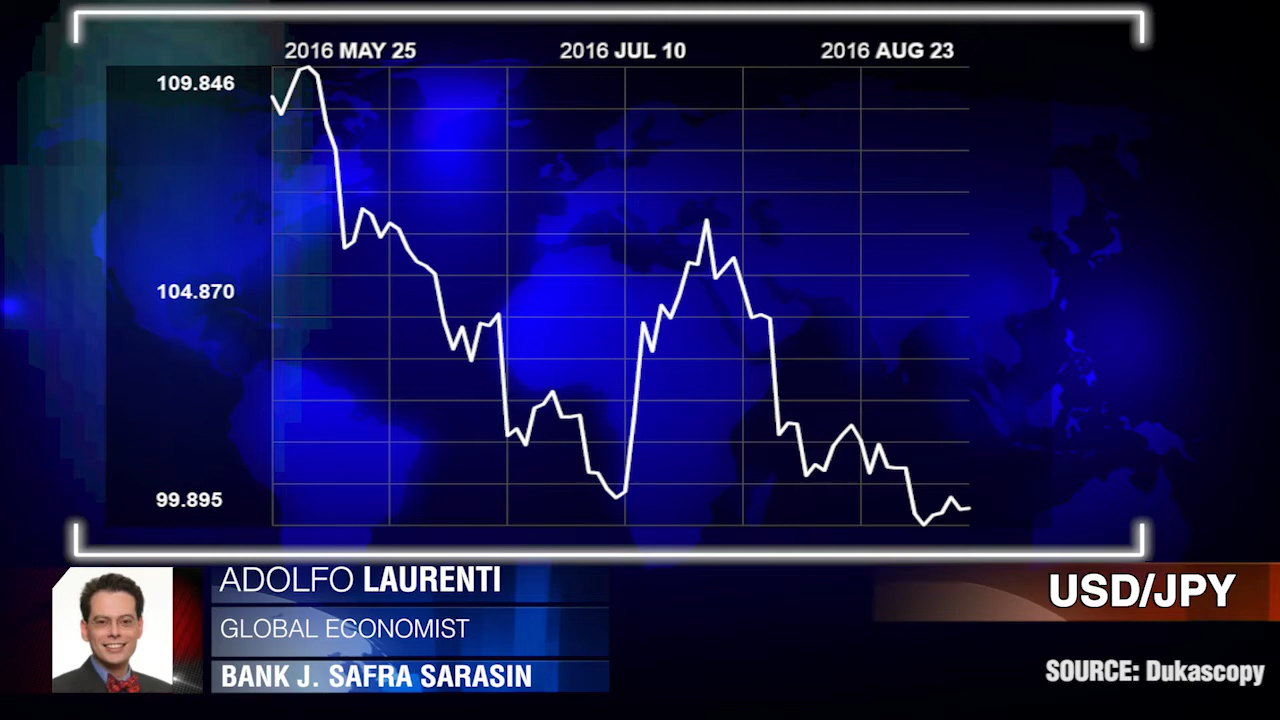 2016 MAY 25 2016 JUL 10 2016 AUG 23
109.846
104.870
99.895
ADOLFO LAURENTI
GLOBAL ECONOMIST
BANK J. SAFRA SARASIN
USD/JPY
SOURCE: Dukascopy